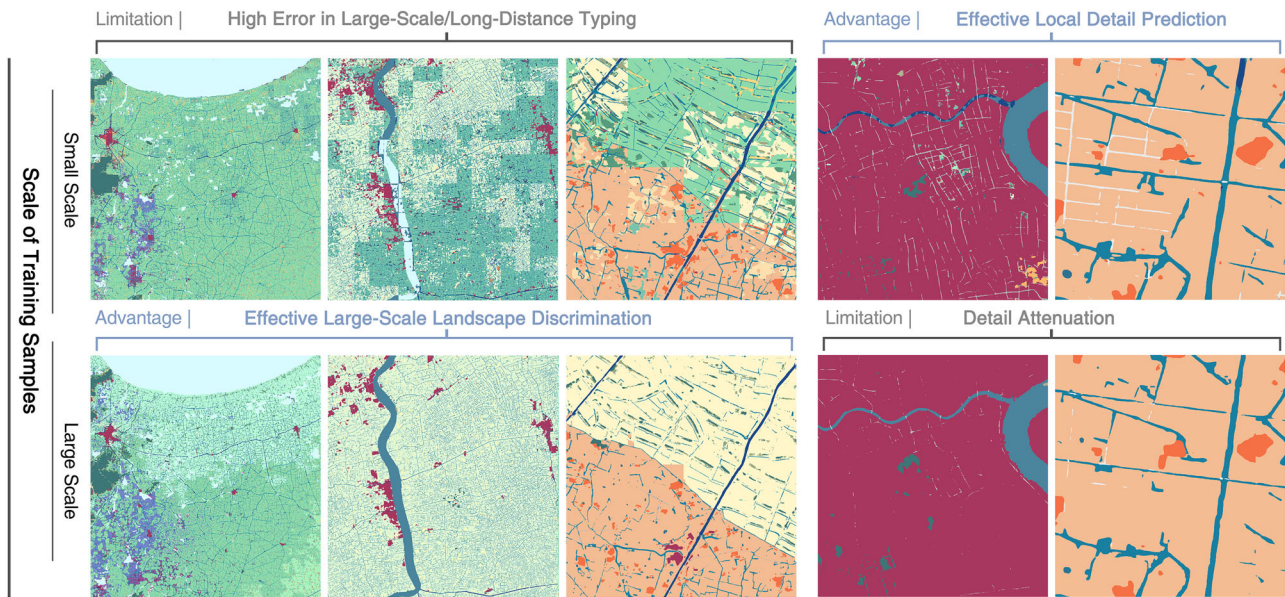 Limitation | High Error in Large-Scale/Long-Distance Typing
Advantage | Effective Local Detail Prediction
Scale of Training Samples
Small Scale
Advantage | Effective Large-Scale Landscape Discrimination
Limitation | Detail Attenuation
Large Scale